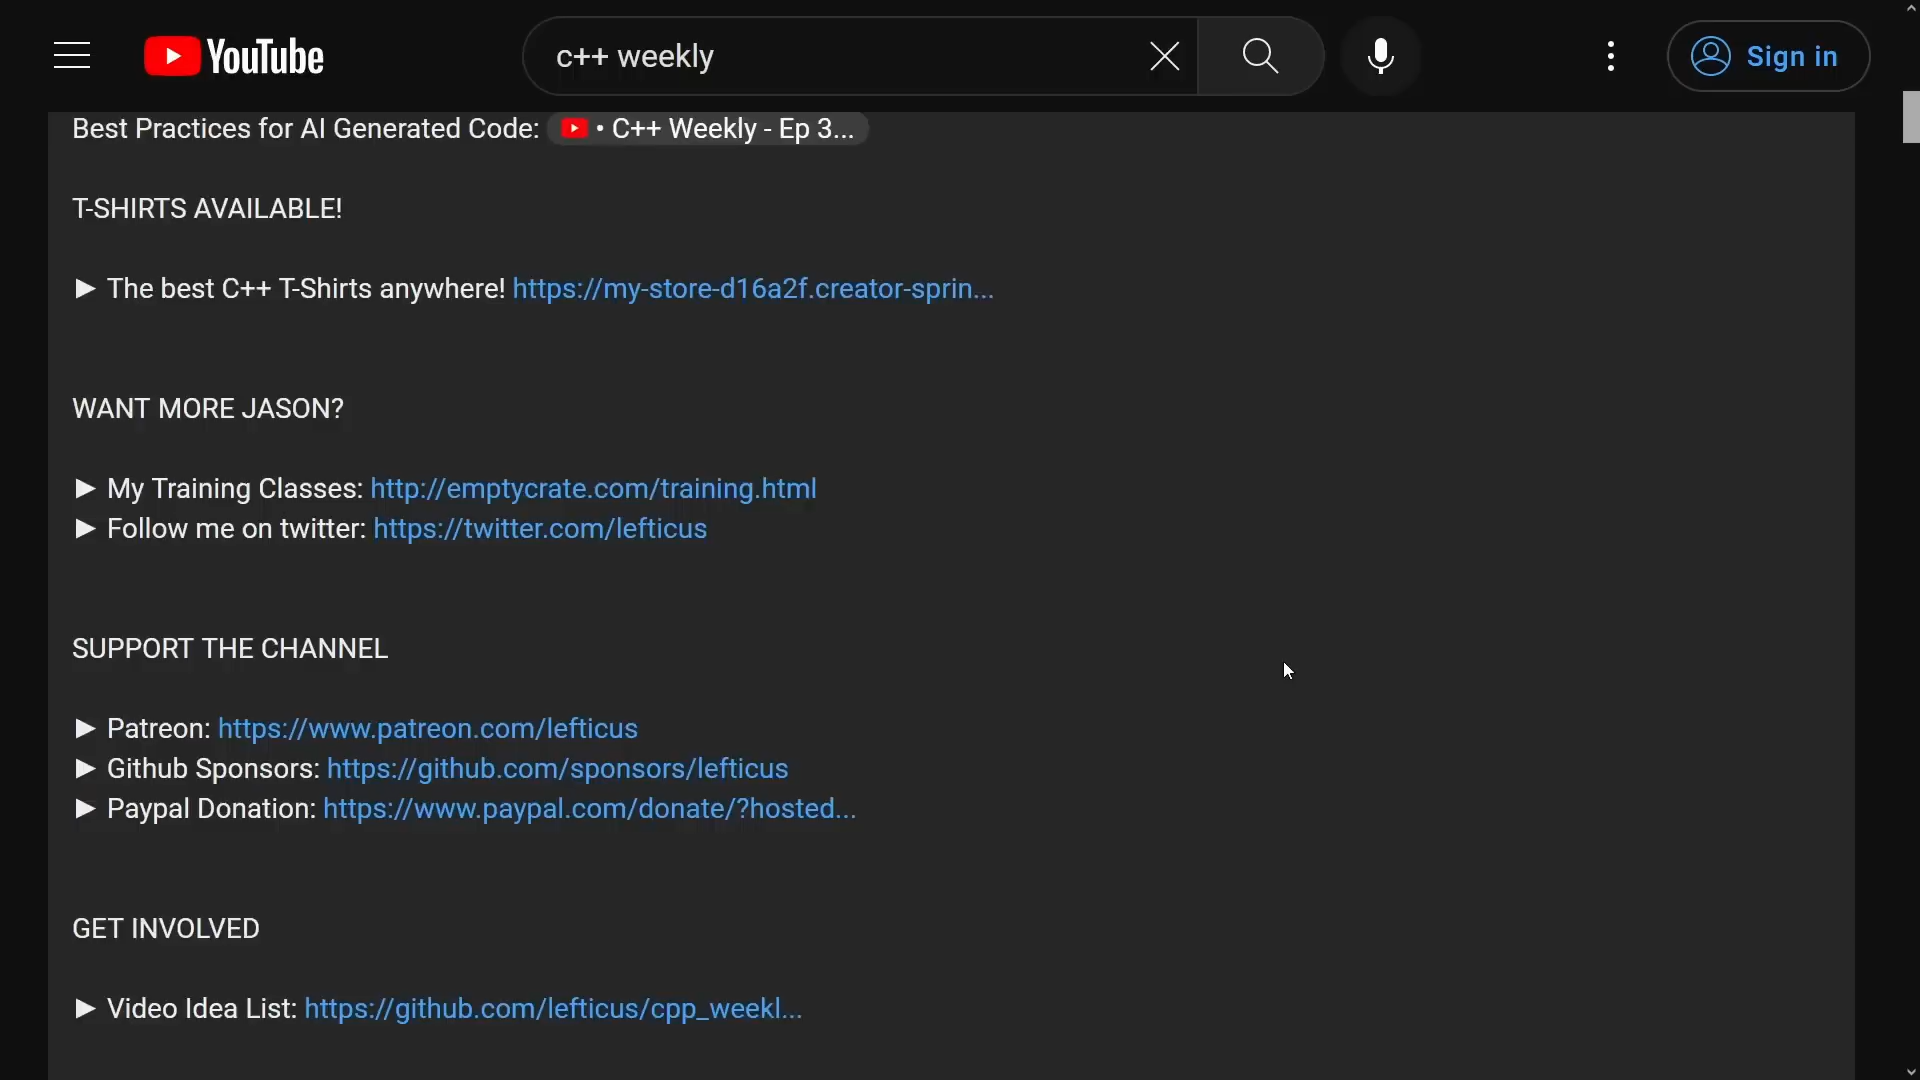 YouTube
c++ weekly
Sign in
Best Practices for AI Generated Code: • C++ Weekly - Ep 3...
T-SHIRTS AVAILABLE!
► The best C++ T-Shirts anywhere! https://my-store-d16a2f.creator-sprin...
WANT MORE JASON?
► My Training Classes: http://emptycrate.com/training.html
► Follow me on twitter: https://twitter.com/lefticus
SUPPORT THE CHANNEL
► Patreon: https://www.patreon.com/lefticus
► Github Sponsors: https://github.com/sponsors/lefticus
► Paypal Donation: https://www.paypal.com/donate/?hosted...
GET INVOLVED
► Video Idea List: https://github.com/lefticus/cpp_weekl...